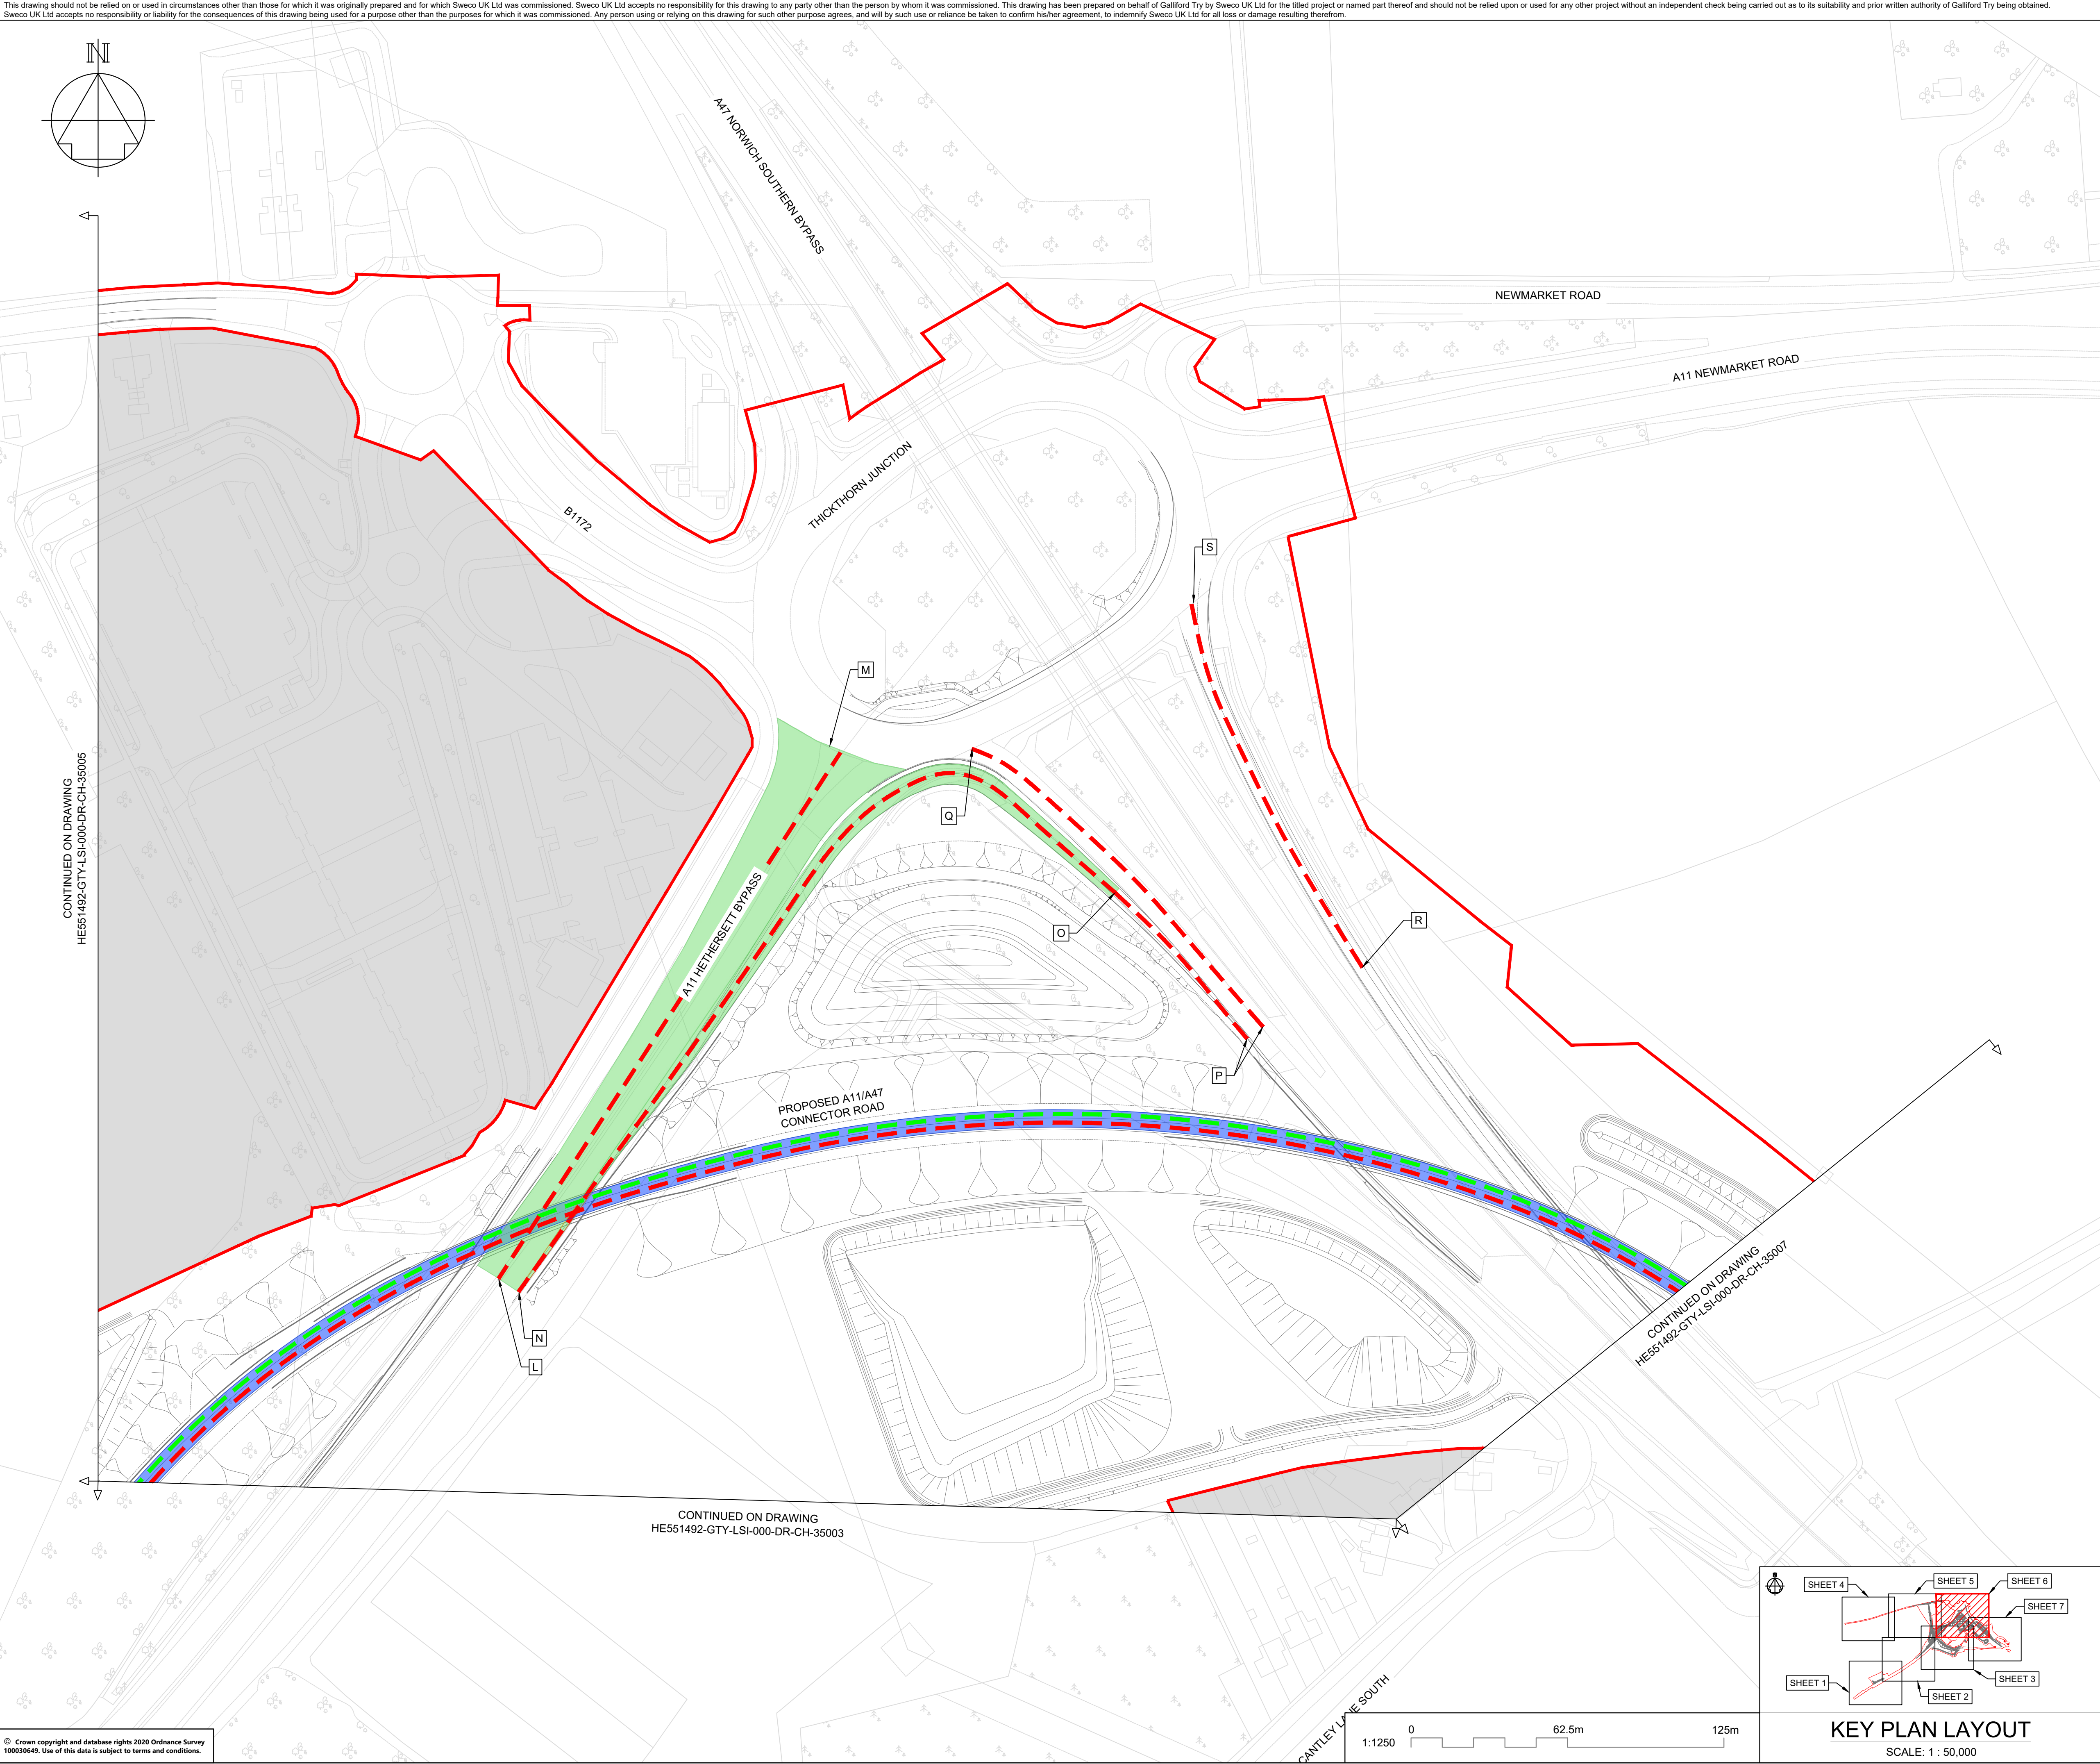 This drawing should not be relied on or used in circumstances other than those for which it was originally prepared and for which Sweco UK Ltd was commissioned. Sweco UK Ltd accepts no responsibility for this drawing to any party other than the person by whom it was commissioned. This drawing has been prepared on behalf of Galliford Try by Sweco UK Ltd for the titled project or named part thereof and should not be relied upon or used for any other project without an independent check being carried out as to its suitability and prior written authority of Galliford Try being obtained.
Sweco UK Ltd accepts no responsibility or liability for the consequences of this drawing being used for a purpose other than the purposes for which it was commissioned. Any person using or relying on this drawing for such other purpose agrees, and will by such use or reliance be taken to confirm his/her agreement, to indemnify Sweco UK Ltd for all loss or damage resulting therefrom.
N
A47 NORWICH SOUTHERN BYPASS
NEWMARKET ROAD
A11 NEWMARKET ROAD
THICKTHORN JUNCTION
B1172
S
M
Q
O
R
P
A11 HETHERSETT BYPASS
CONTINUED ON DRAWING
HE551492-GTY-LSI-000-DR-CH-35005
PROPOSED A11/A47
CONNECTOR ROAD
N
L
CONTINUED ON DRAWING
HE551492-GTY-LSI-000-DR-CH-35007
CONTINUED ON DRAWING
HE551492-GTY-LSI-000-DR-CH-35003
CANTLEY LANE SOUTH
SHEET 4
SHEET 5
SHEET 6
SHEET 7
SHEET 1
SHEET 2
SHEET 3
KEY PLAN LAYOUT
SCALE: 1 : 50,000
1:1250
0
62.5m
125m
© Crown copyright and database rights 2020 Ordnance Survey
100030649. Use of this data is subject to terms and conditions.